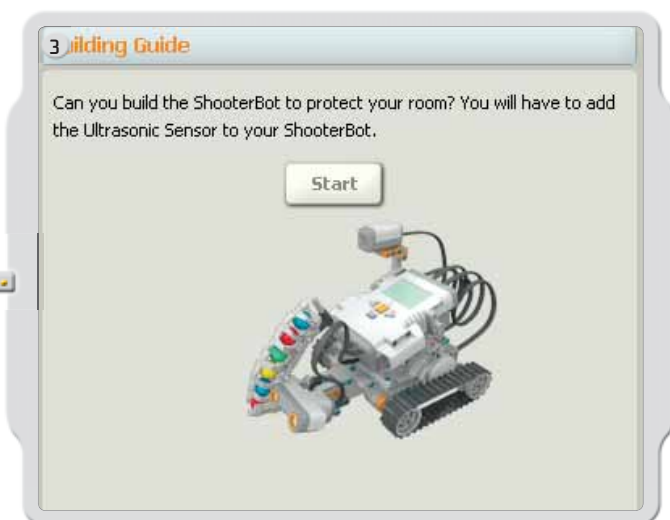 3 ilding Guide
Can you build the ShooterBot to protect your room? You will have to add
the Ultrasonic Sensor to your ShooterBot.
Start